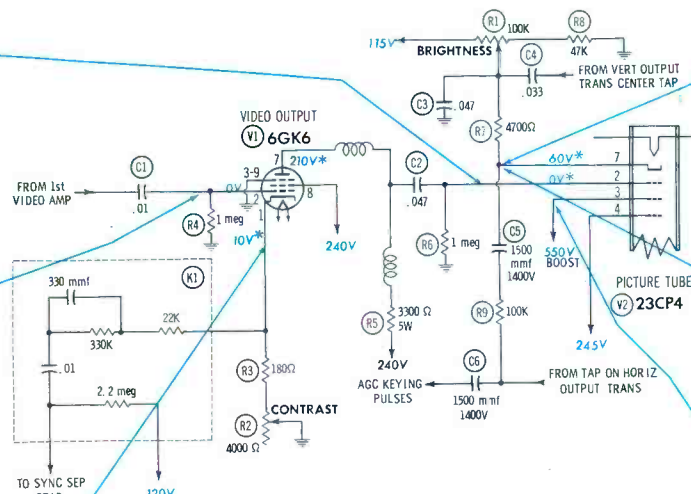 R1
100K
R8
115V
BRIGHTNESS
47K
C4
.033
FROM VERT OUTPUT
TRANS CENTER TAP
C3
.047
VIDEO OUTPUT
V1 6GK6
R7
4700Ω
7
210V*
C1
.01
FROM 1st
VIDEO AMP
3-9
0V
2
8
1
R4
1 meg
10V*
240V
C2
.047
R6
1 meg
60V*
7
0V*
2
3
4
C5
1500
mmf
1400V
550V
BOOST
PICTURE TUBE
V2 23CP4
K1
330 mmf
330K
22K
.01
2.2 meg
R5
3300 Ω
5W
240V
R9
100K
245V
R3
180Ω
CONTRAST
R2
4000 Ω
AGC KEYING
PULSES
C6
1500 mmf
1400V
FROM TAP ON HORIZ
OUTPUT TRANS
TO SYNC SEP
120V